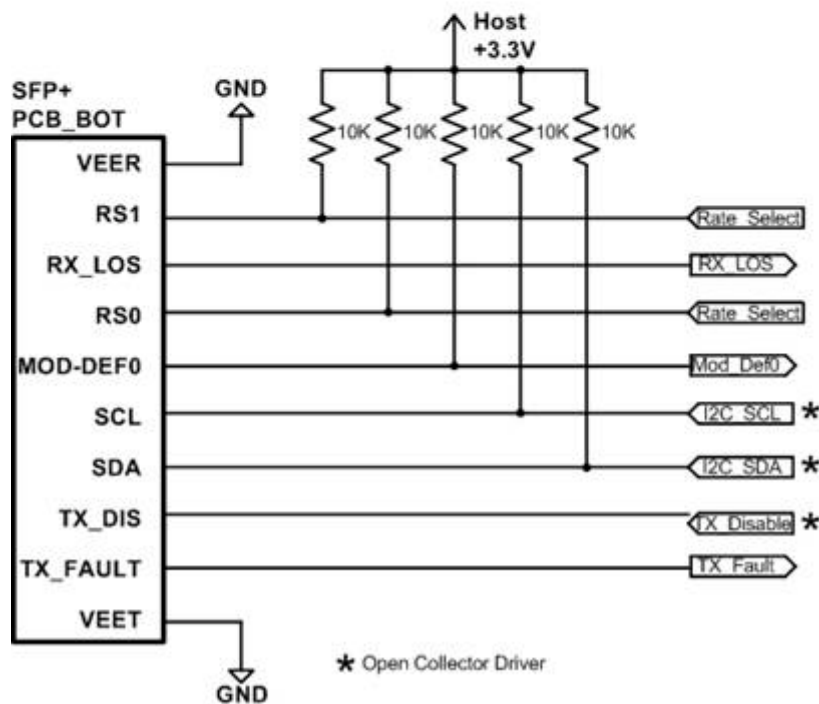 Host
+3.3V
SFP+
PCB_BOT
GND
10K
10K
10K
10K
10K
VEER
RS1
Rate_Select
RX_LOS
RX_LOS
RS0
Rate_Select
MOD-DEF0
Mod_Def0
SCL
I2C_SCL *
SDA
I2C_SDA *
TX_DIS
TX_Disable *
TX_FAULT
TX_Fault
VEET
GND
* Open Collector Driver